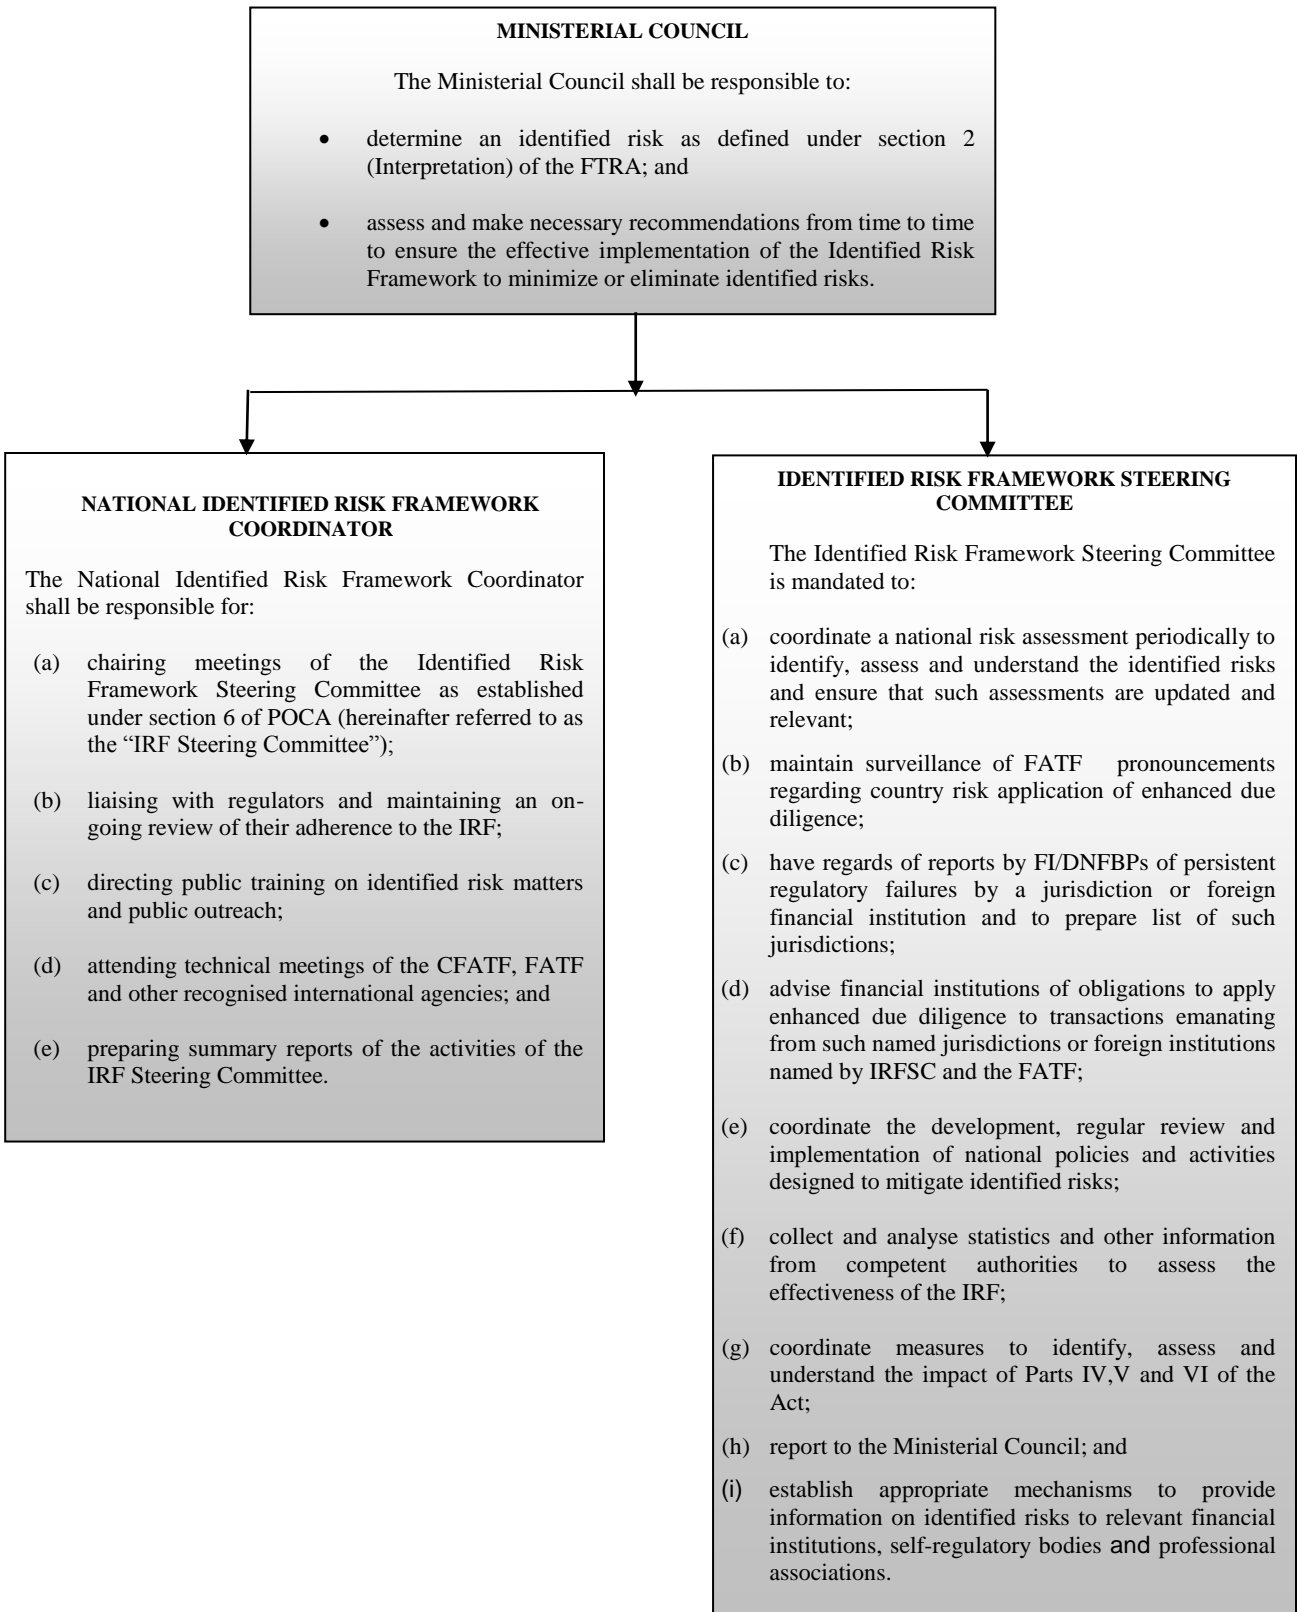 MINISTERIAL COUNCIL
The Ministerial Council shall be responsible to:
• determine an identified risk as defined under section 2
(Interpretation) of the FTRA; and
• assess and make necessary recommendations from time to time
to ensure the effective implementation of the Identified Risk
Framework to minimize or eliminate identified risks.
NATIONAL IDENTIFIED RISK FRAMEWORK
COORDINATOR
The National Identified Risk Framework Coordinator
shall be responsible for:
(a) chairing meetings of the Identified Risk
Framework Steering Committee as established
under section 6 of POCA (hereinafter referred to as
the “IRF Steering Committee”);
(b) liaising with regulators and maintaining an on-
going review of their adherence to the IRF;
(c) directing public training on identified risk matters
and public outreach;
(d) attending technical meetings of the CFATF, FATF
and other recognised international agencies; and
(e) preparing summary reports of the activities of the
IRF Steering Committee.
IDENTIFIED RISK FRAMEWORK STEERING
COMMITTEE
The Identified Risk Framework Steering Committee
is mandated to:
(a) coordinate a national risk assessment periodically to
identify, assess and understand the identified risks
and ensure that such assessments are updated and
relevant;
(b) maintain surveillance of FATF pronouncements
regarding country risk application of enhanced due
diligence;
(c) have regards of reports by FI/DNFBPs of persistent
regulatory failures by a jurisdiction or foreign
financial institution and to prepare list of such
jurisdictions;
(d) advise financial institutions of obligations to apply
enhanced due diligence to transactions emanating
from such named jurisdictions or foreign institutions
named by IRFSC and the FATF;
(e) coordinate the development, regular review and
implementation of national policies and activities
designed to mitigate identified risks;
(f) collect and analyse statistics and other information
from competent authorities to assess the
effectiveness of the IRF;
(g) coordinate measures to identify, assess and
understand the impact of Parts IV,V and VI of the
Act;
(h) report to the Ministerial Council; and
(i) establish appropriate mechanisms to provide
information on identified risks to relevant financial
institutions, self-regulatory bodies and professional
associations.